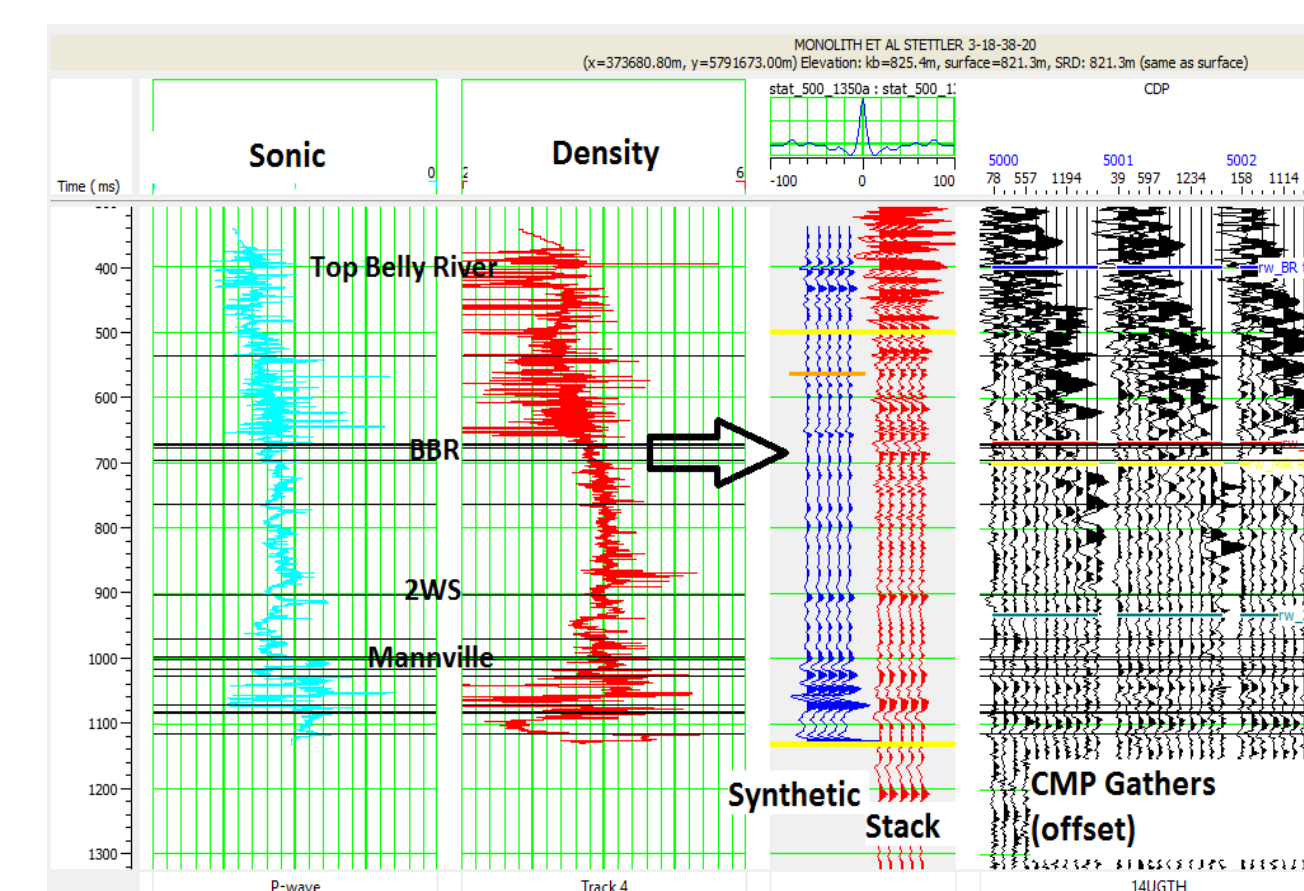 MONOLITH ET AL STETTLER 3-18-38-20
(x=373680.80m, y=5791673.00m) Elevation: kb=825.4m, surface=821.3m, SRD: 821.3m (same as surface)
stat_500_1350a : stat_500_1
CDP
Sonic
Density
Time (ms)
0
2
6
-100 0 100
5000 5001 5002
78 557 1194 39 597 1234 158 1114
Top Belly River
400
rw_BR
500
600
BBR
700
800
2WS
900
rw_
Mannville
1000
1100
Synthetic
Stack
CMP Gathers
(offset)
1200
1300
P-wave
Track 4
14UGTH